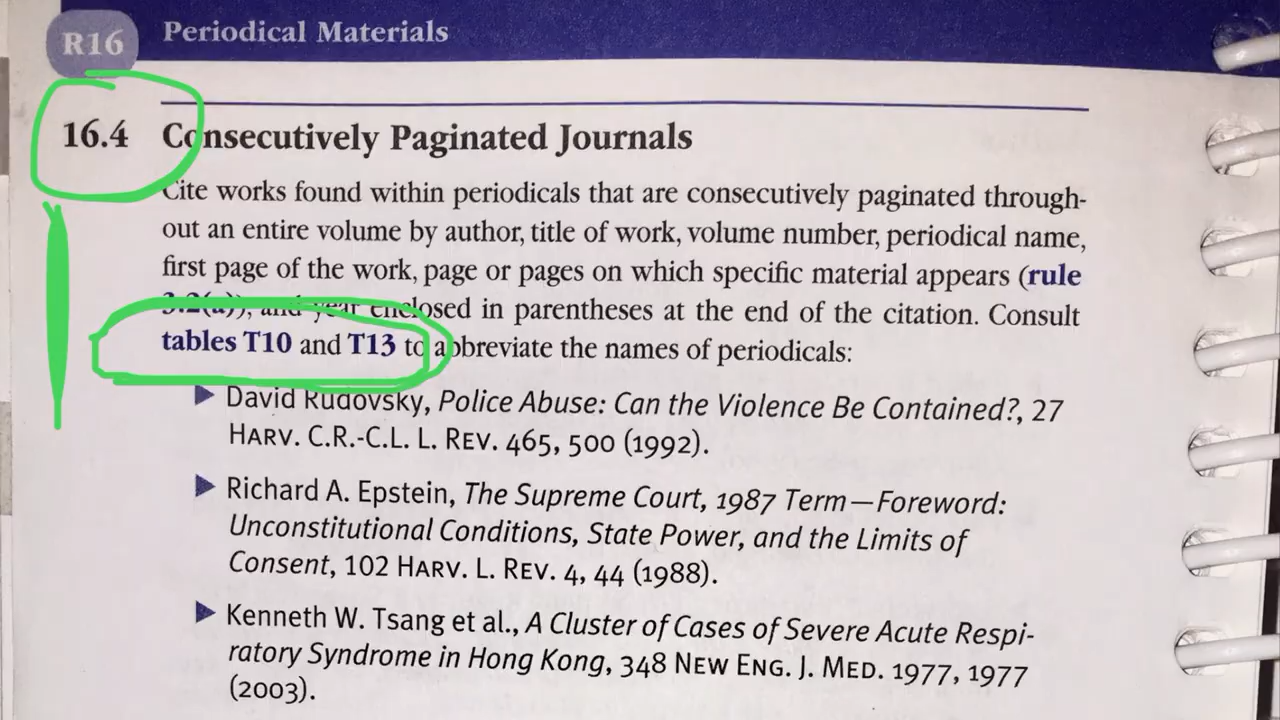 R16 Periodical Materials
16.4 Consecutively Paginated Journals
Cite works found within periodicals that are consecutively paginated through-
out an entire volume by author, title of work, volume number, periodical name,
first page of the work, page or pages on which specific material appears (rule
3.2(a)), and year enclosed in parentheses at the end of the citation. Consult
tables T10 and T13 to abbreviate the names of periodicals:
▶ David Rudovsky, Police Abuse: Can the Violence Be Contained?, 27
HARV. C.R.-C.L. L. REV. 465, 500 (1992).
▶ Richard A. Epstein, The Supreme Court, 1987 Term—Foreword:
Unconstitutional Conditions, State Power, and the Limits of
Consent, 102 HARV. L. REV. 4, 44 (1988).
▶ Kenneth W. Tsang et al., A Cluster of Cases of Severe Acute Respi-
ratory Syndrome in Hong Kong, 348 NEW ENG. J. MED. 1977, 1977
(2003).